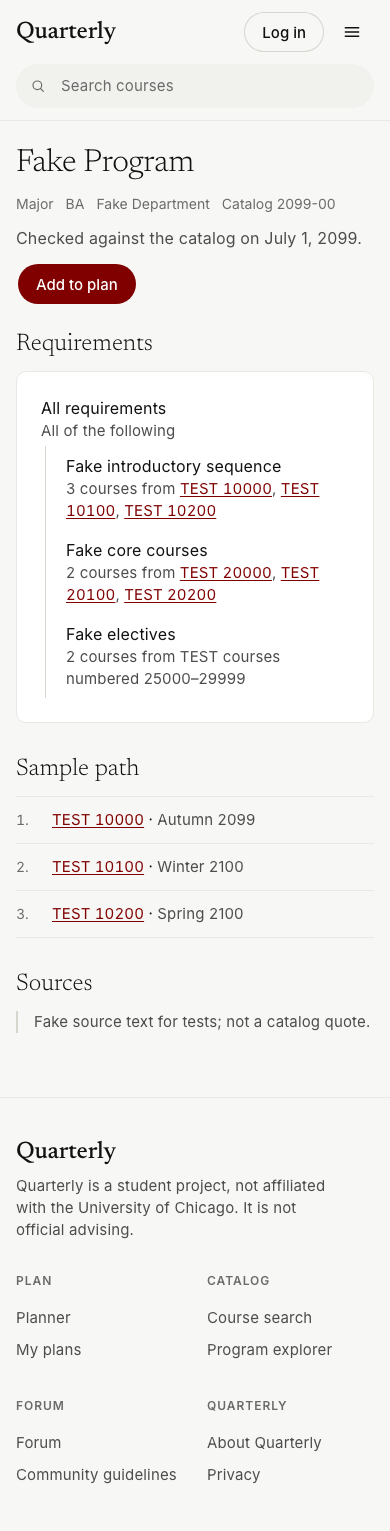 Quarterly
Log in
Search courses
Fake Program
Major BA Fake Department Catalog 2099-00
Checked against the catalog on July 1, 2099.
Add to plan
Requirements
All requirements
All of the following
Fake introductory sequence
3 courses from TEST 10000, TEST
10100, TEST 10200
Fake core courses
2 courses from TEST 20000, TEST
20100, TEST 20200
Fake electives
2 courses from TEST courses
numbered 25000–29999
Sample path
1. TEST 10000 · Autumn 2099
2. TEST 10100 · Winter 2100
3. TEST 10200 · Spring 2100
Sources
Fake source text for tests; not a catalog quote.
Quarterly
Quarterly is a student project, not affiliated
with the University of Chicago. It is not
official advising.
PLAN CATALOG
Planner Course search
My plans Program explorer
FORUM QUARTERLY
Forum About Quarterly
Community guidelines Privacy